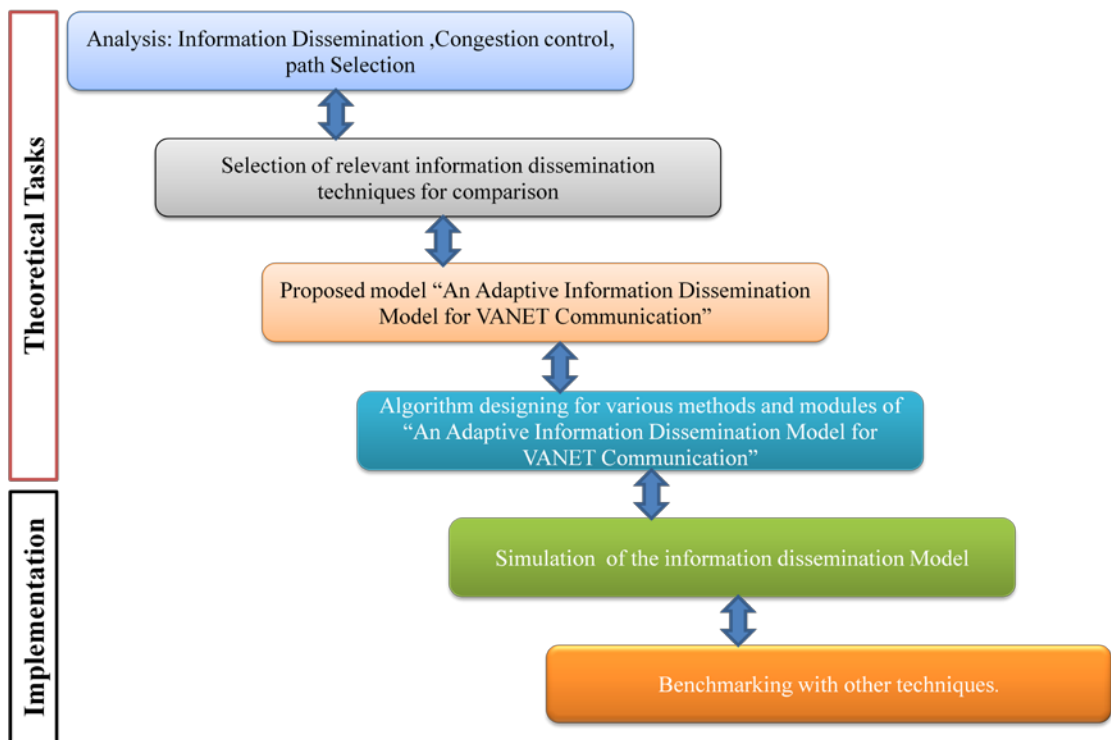 Theoretical Tasks
Analysis: Information Dissemination ,Congestion control,
path Selection
Selection of relevant information dissemination
techniques for comparison
Proposed model “An Adaptive Information Dissemination
Model for VANET Communication”
Algorithm designing for various methods and modules of
“An Adaptive Information Dissemination Model for
VANET Communication”
Implementation
Simulation of the information dissemination Model
Benchmarking with other techniques.